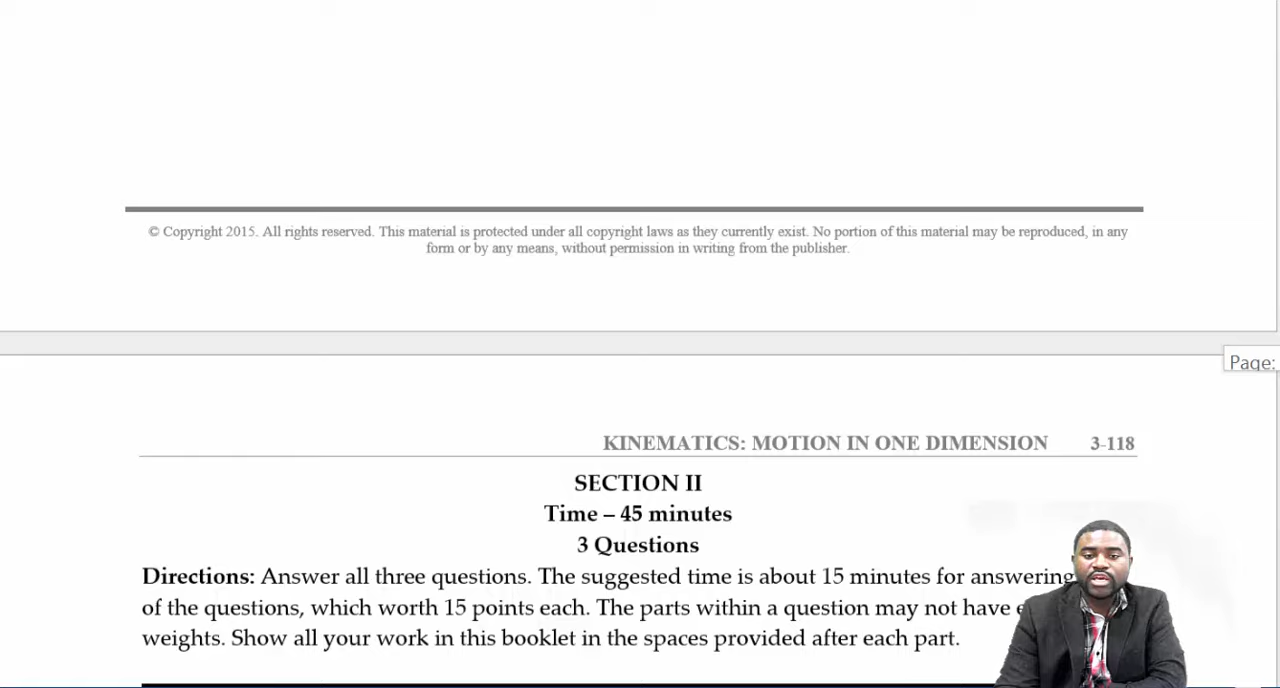 © Copyright 2015. All rights reserved. This material is protected under all copyright laws as they currently exist. No portion of this material may be reproduced, in any
form or by any means, without permission in writing from the publisher.
Page:
KINEMATICS: MOTION IN ONE DIMENSION 3-118
SECTION II
Time – 45 minutes
3 Questions
Directions: Answer all three questions. The suggested time is about 15 minutes for answering
of the questions, which worth 15 points each. The parts within a question may not have
weights. Show all your work in this booklet in the spaces provided after each part.